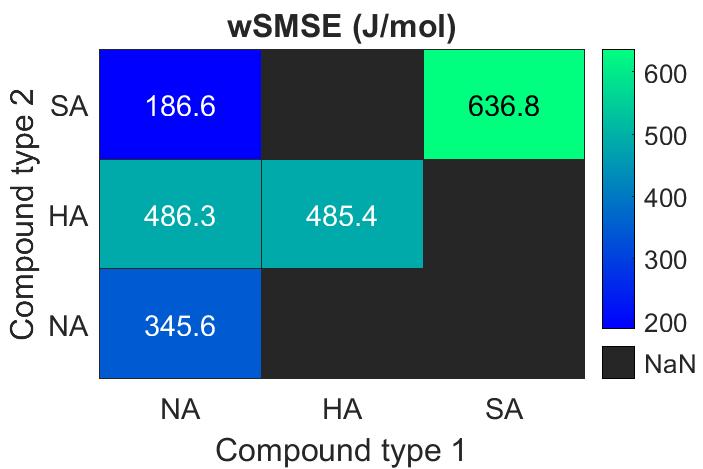 wSMSE (J/mol)
Compound type 2
SA 186.6 636.8
HA 486.3 485.4
NA 345.6
NA HA SA
Compound type 1
600
500
400
300
200
NaN